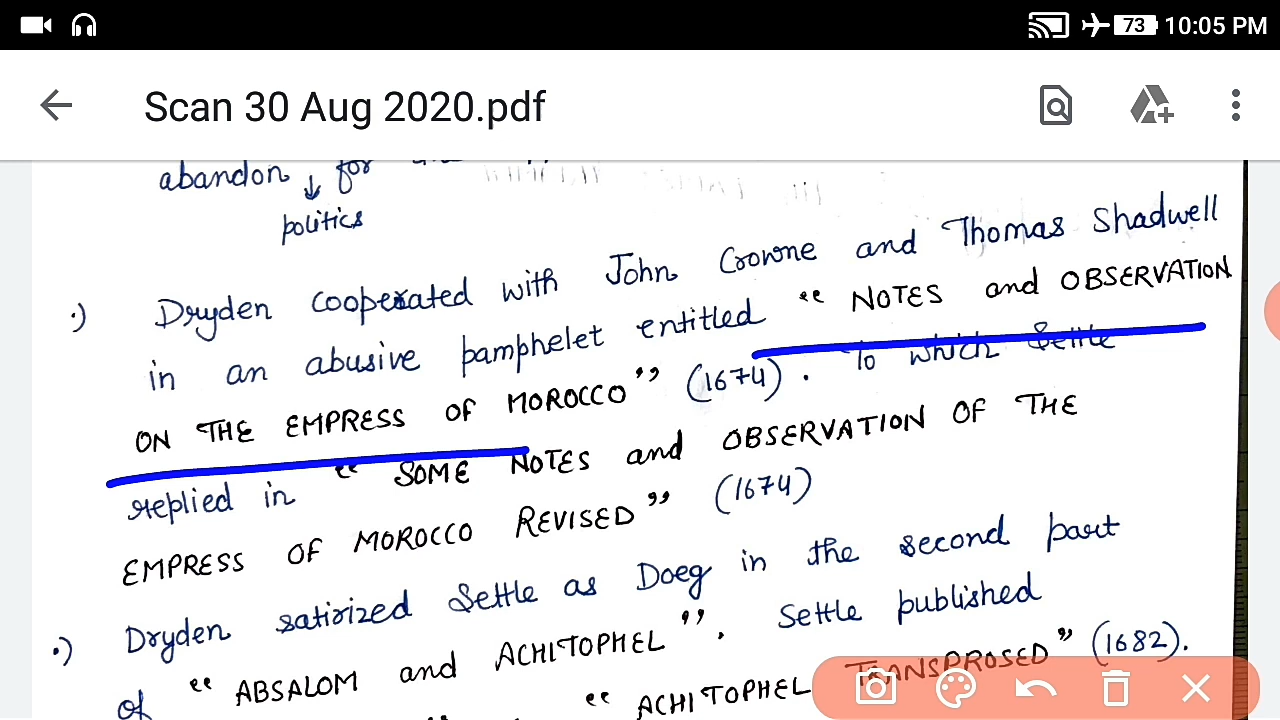 73 10:05 PM
Scan 30 Aug 2020.pdf
abandon ↓ for
politics
·) Dryden cooperated with John Crowne and Thomas Shadwell
in an abusive pamphelet entitled “ NOTES and OBSERVATION
ON THE EMPRESS OF MOROCCO” (1674) . To which Settle
replied in “ SOME NOTES and OBSERVATION OF THE
EMPRESS OF MOROCCO REVISED” (1674)
·) Dryden satirized Settle as Doeg in the second part
of “ ABSALOM and ACHITOPHEL”. Settle published
“ ACHITOPHEL TRANSPROSED” (1682).